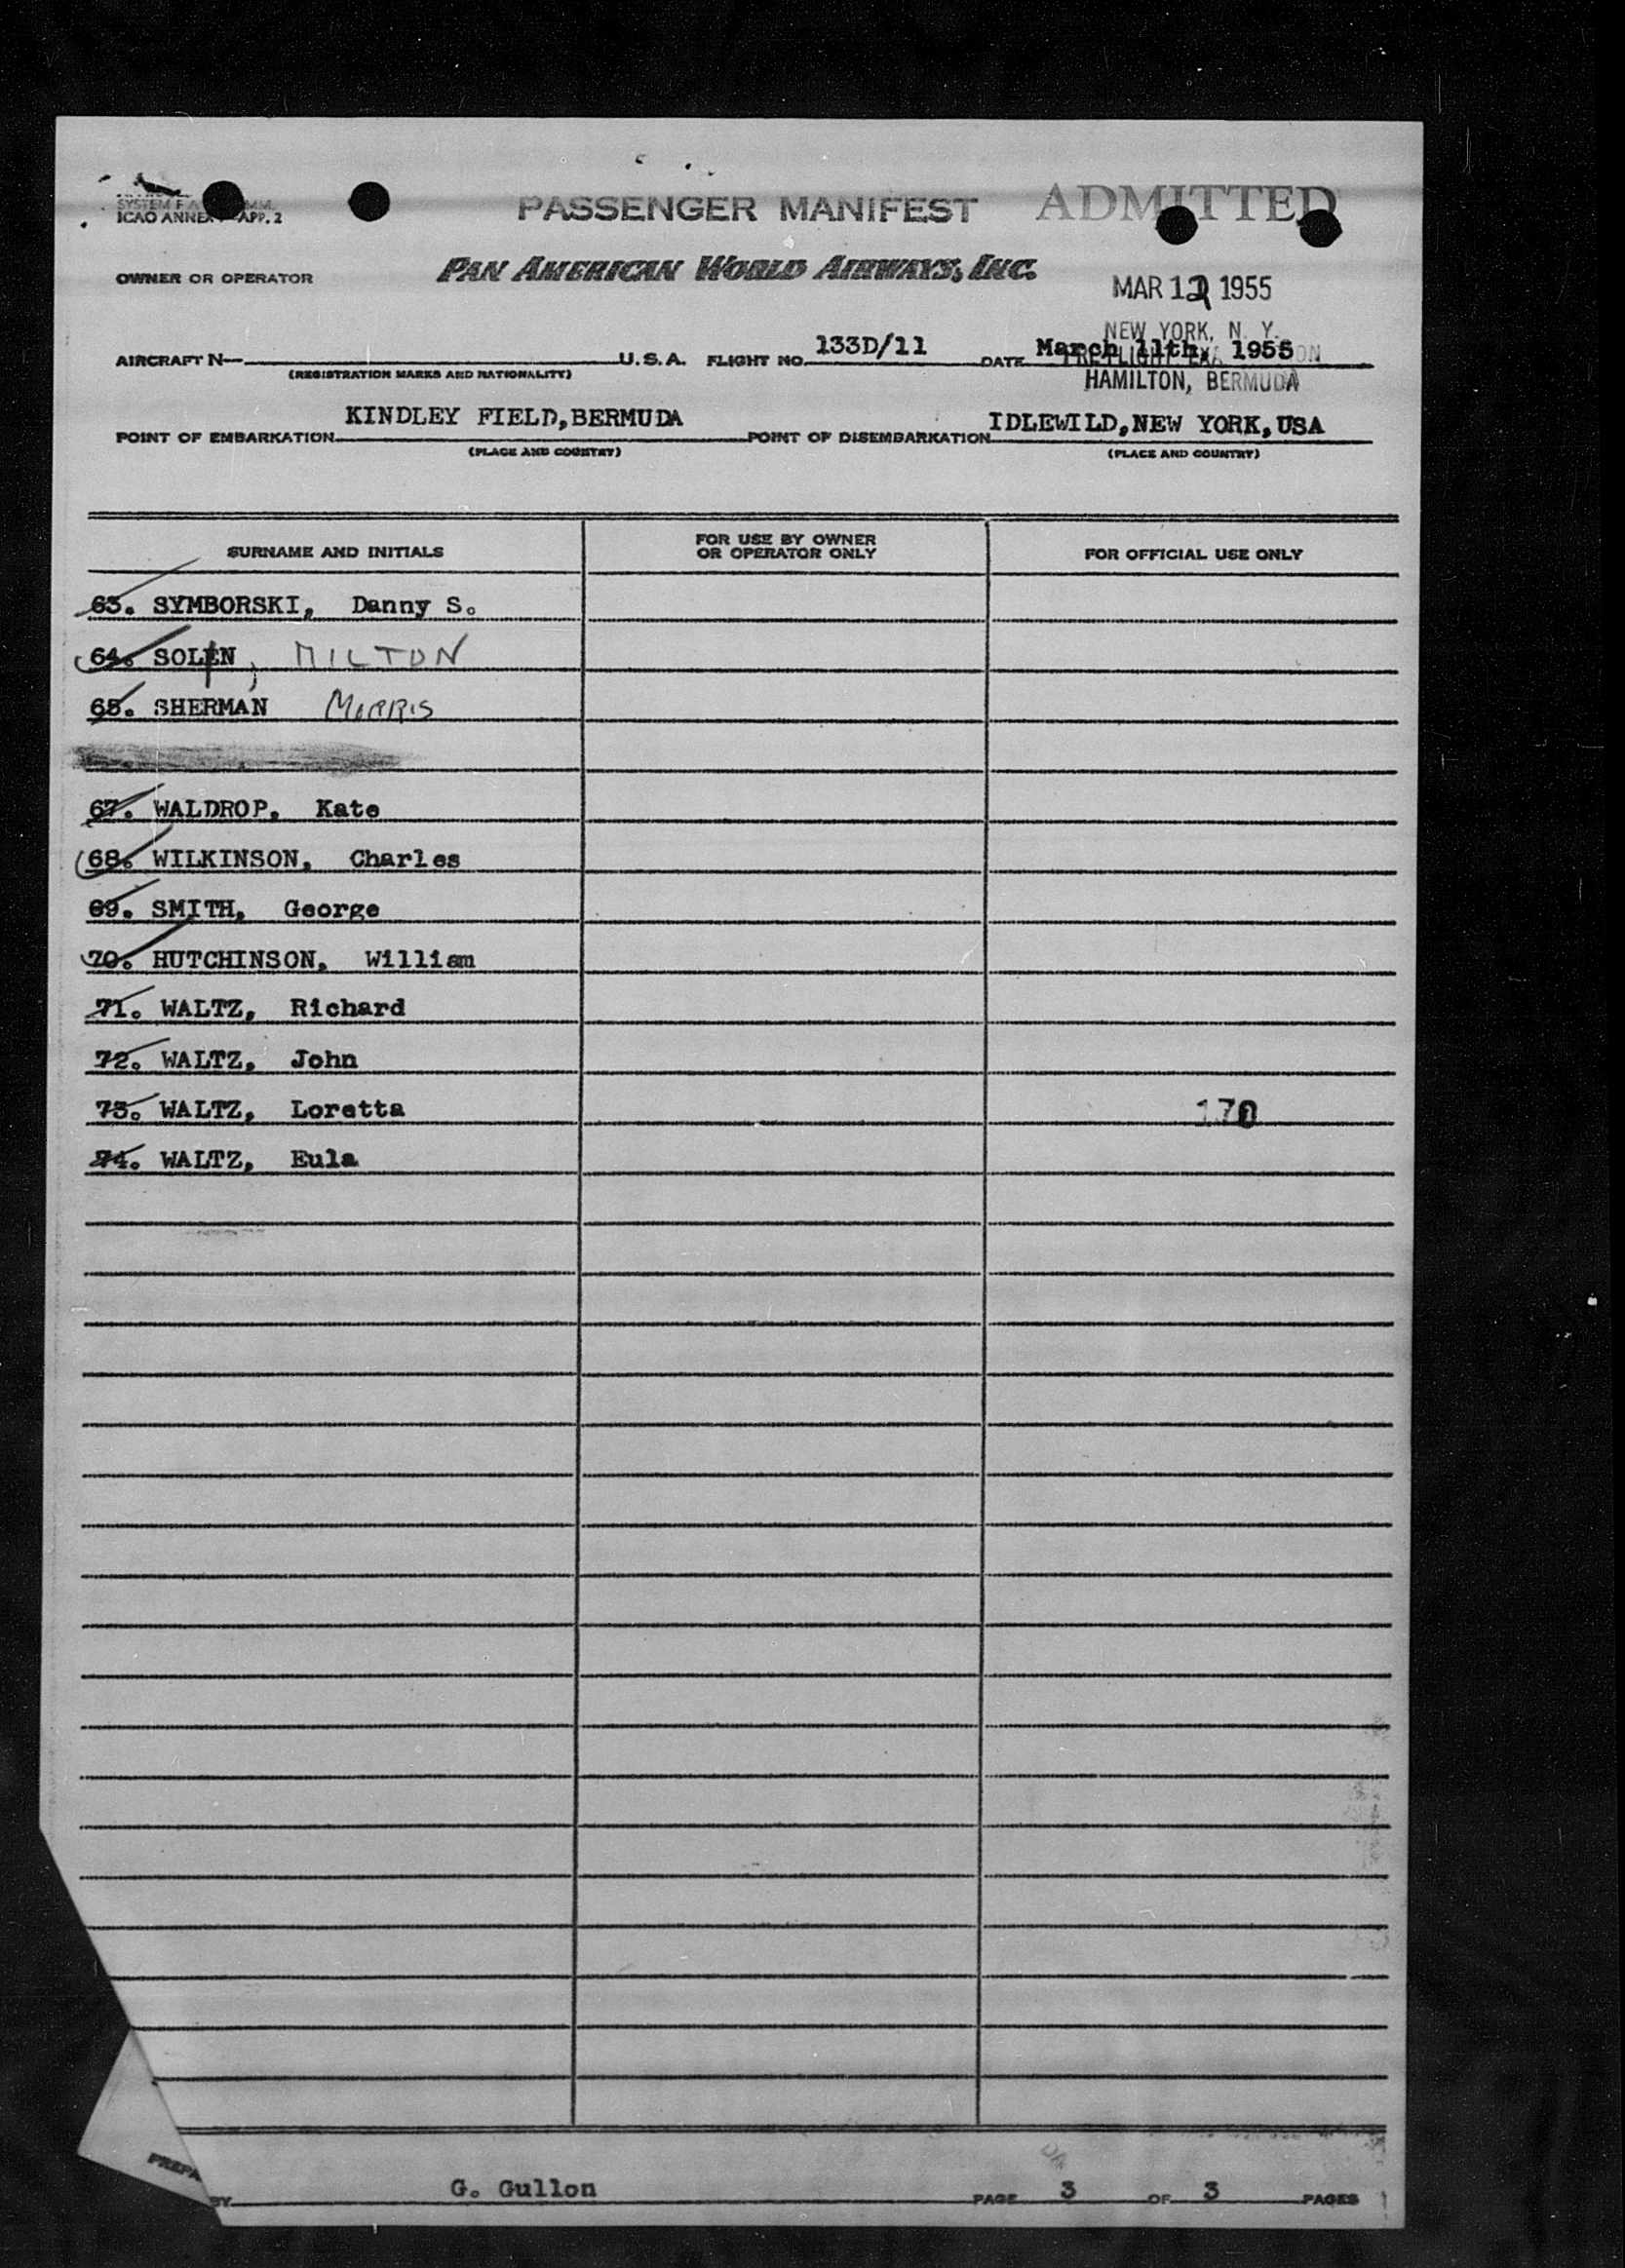 SYSTEM F
ICAO ANNEX APP. 2
PASSENGER MANIFEST
ADMITTED
OWNER OR OPERATOR
PAN AMERICAN WORLD AIRWAYS, INC.
MAR 12 1955
NEW YORK, N. Y.
AIRCRAFT N— U.S.A. FLIGHT NO. 133D/11 DATE March 11th, 1955
(REGISTRATION MARKS AND NATIONALITY)
HAMILTON, BERMUDA
POINT OF EMBARKATION KINDLEY FIELD, BERMUDA POINT OF DISEMBARKATION IDLEWILD, NEW YORK, USA
(PLACE AND COUNTRY) (PLACE AND COUNTRY)
SURNAME AND INITIALS
FOR USE BY OWNER
OR OPERATOR ONLY
FOR OFFICIAL USE ONLY
63. SYMBORSKI, Danny S.
64. SOLEN, MILTON
65. SHERMAN MORRIS
67. WALDROP, Kate
68. WILKINSON, Charles
69. SMITH, George
70. HUTCHINSON, William
71. WALTZ, Richard
72. WALTZ, John
73. WALTZ, Loretta 170
74. WALTZ, Eula
PREPA
BY G. Gullon PAGE 3 OF 3 PAGES